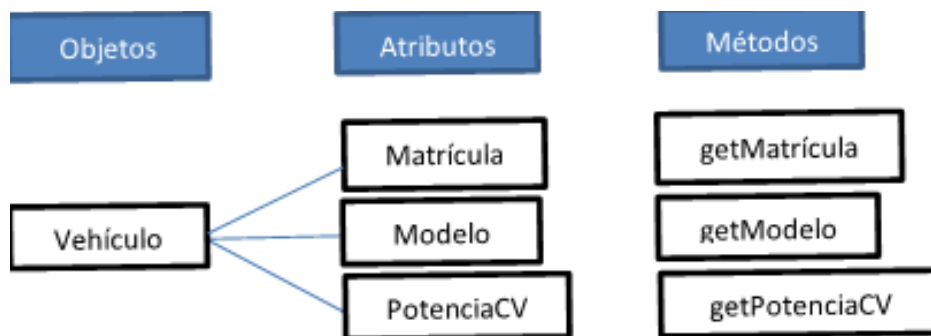 Objetos Atributos Métodos
Matrícula getMatrícula
Vehículo Modelo getModelo
PotenciaCV getPotenciaCV